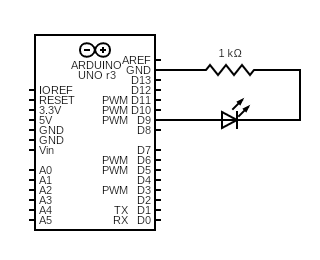 1 kΩ
ARDUINO
UNO r3
AREF
GND
D13
IOREF D12
RESET PWM D11
3.3V PWM D10
5V PWM D9
GND D8
GND
Vin D7
PWM D6
A0 PWM D5
A1 D4
A2 PWM D3
A3 D2
A4 TX D1
A5 RX D0